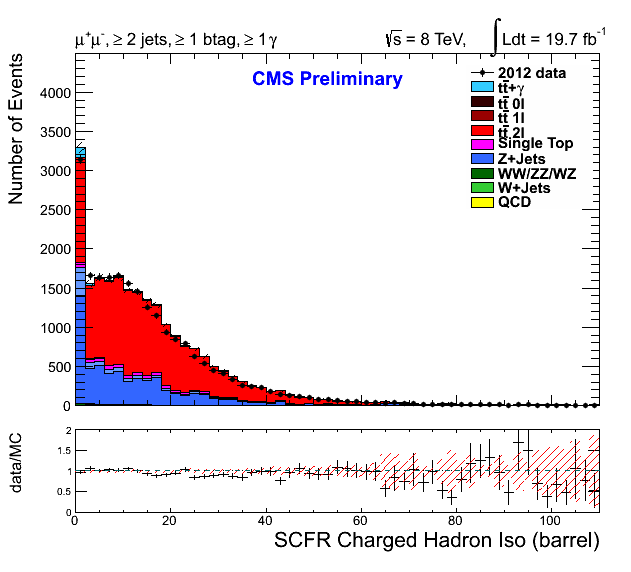 μ⁺μ⁻, ≥ 2 jets, ≥ 1 btag, ≥ 1 γ
√s = 8 TeV, ∫Ldt = 19.7 fb⁻¹
CMS Preliminary
2012 data
tt̄+γ
tt̄ 0l
tt̄ 1l
tt̄ 2l
Single Top
Z+Jets
WW/ZZ/WZ
W+Jets
QCD
Number of Events
4000
3500
3000
2500
2000
1500
1000
500
0
data/MC
2
1.5
1
0.5
0
0 20 40 60 80 100
SCFR Charged Hadron Iso (barrel)